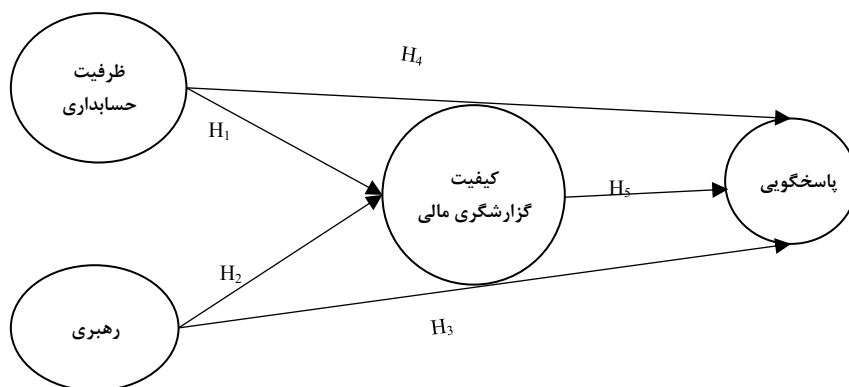 H4
ظرفیت
حسابداری
H1
کیفیت
گزارشگری مالی
پاسخگویی
H5
H2
رهبری
H3